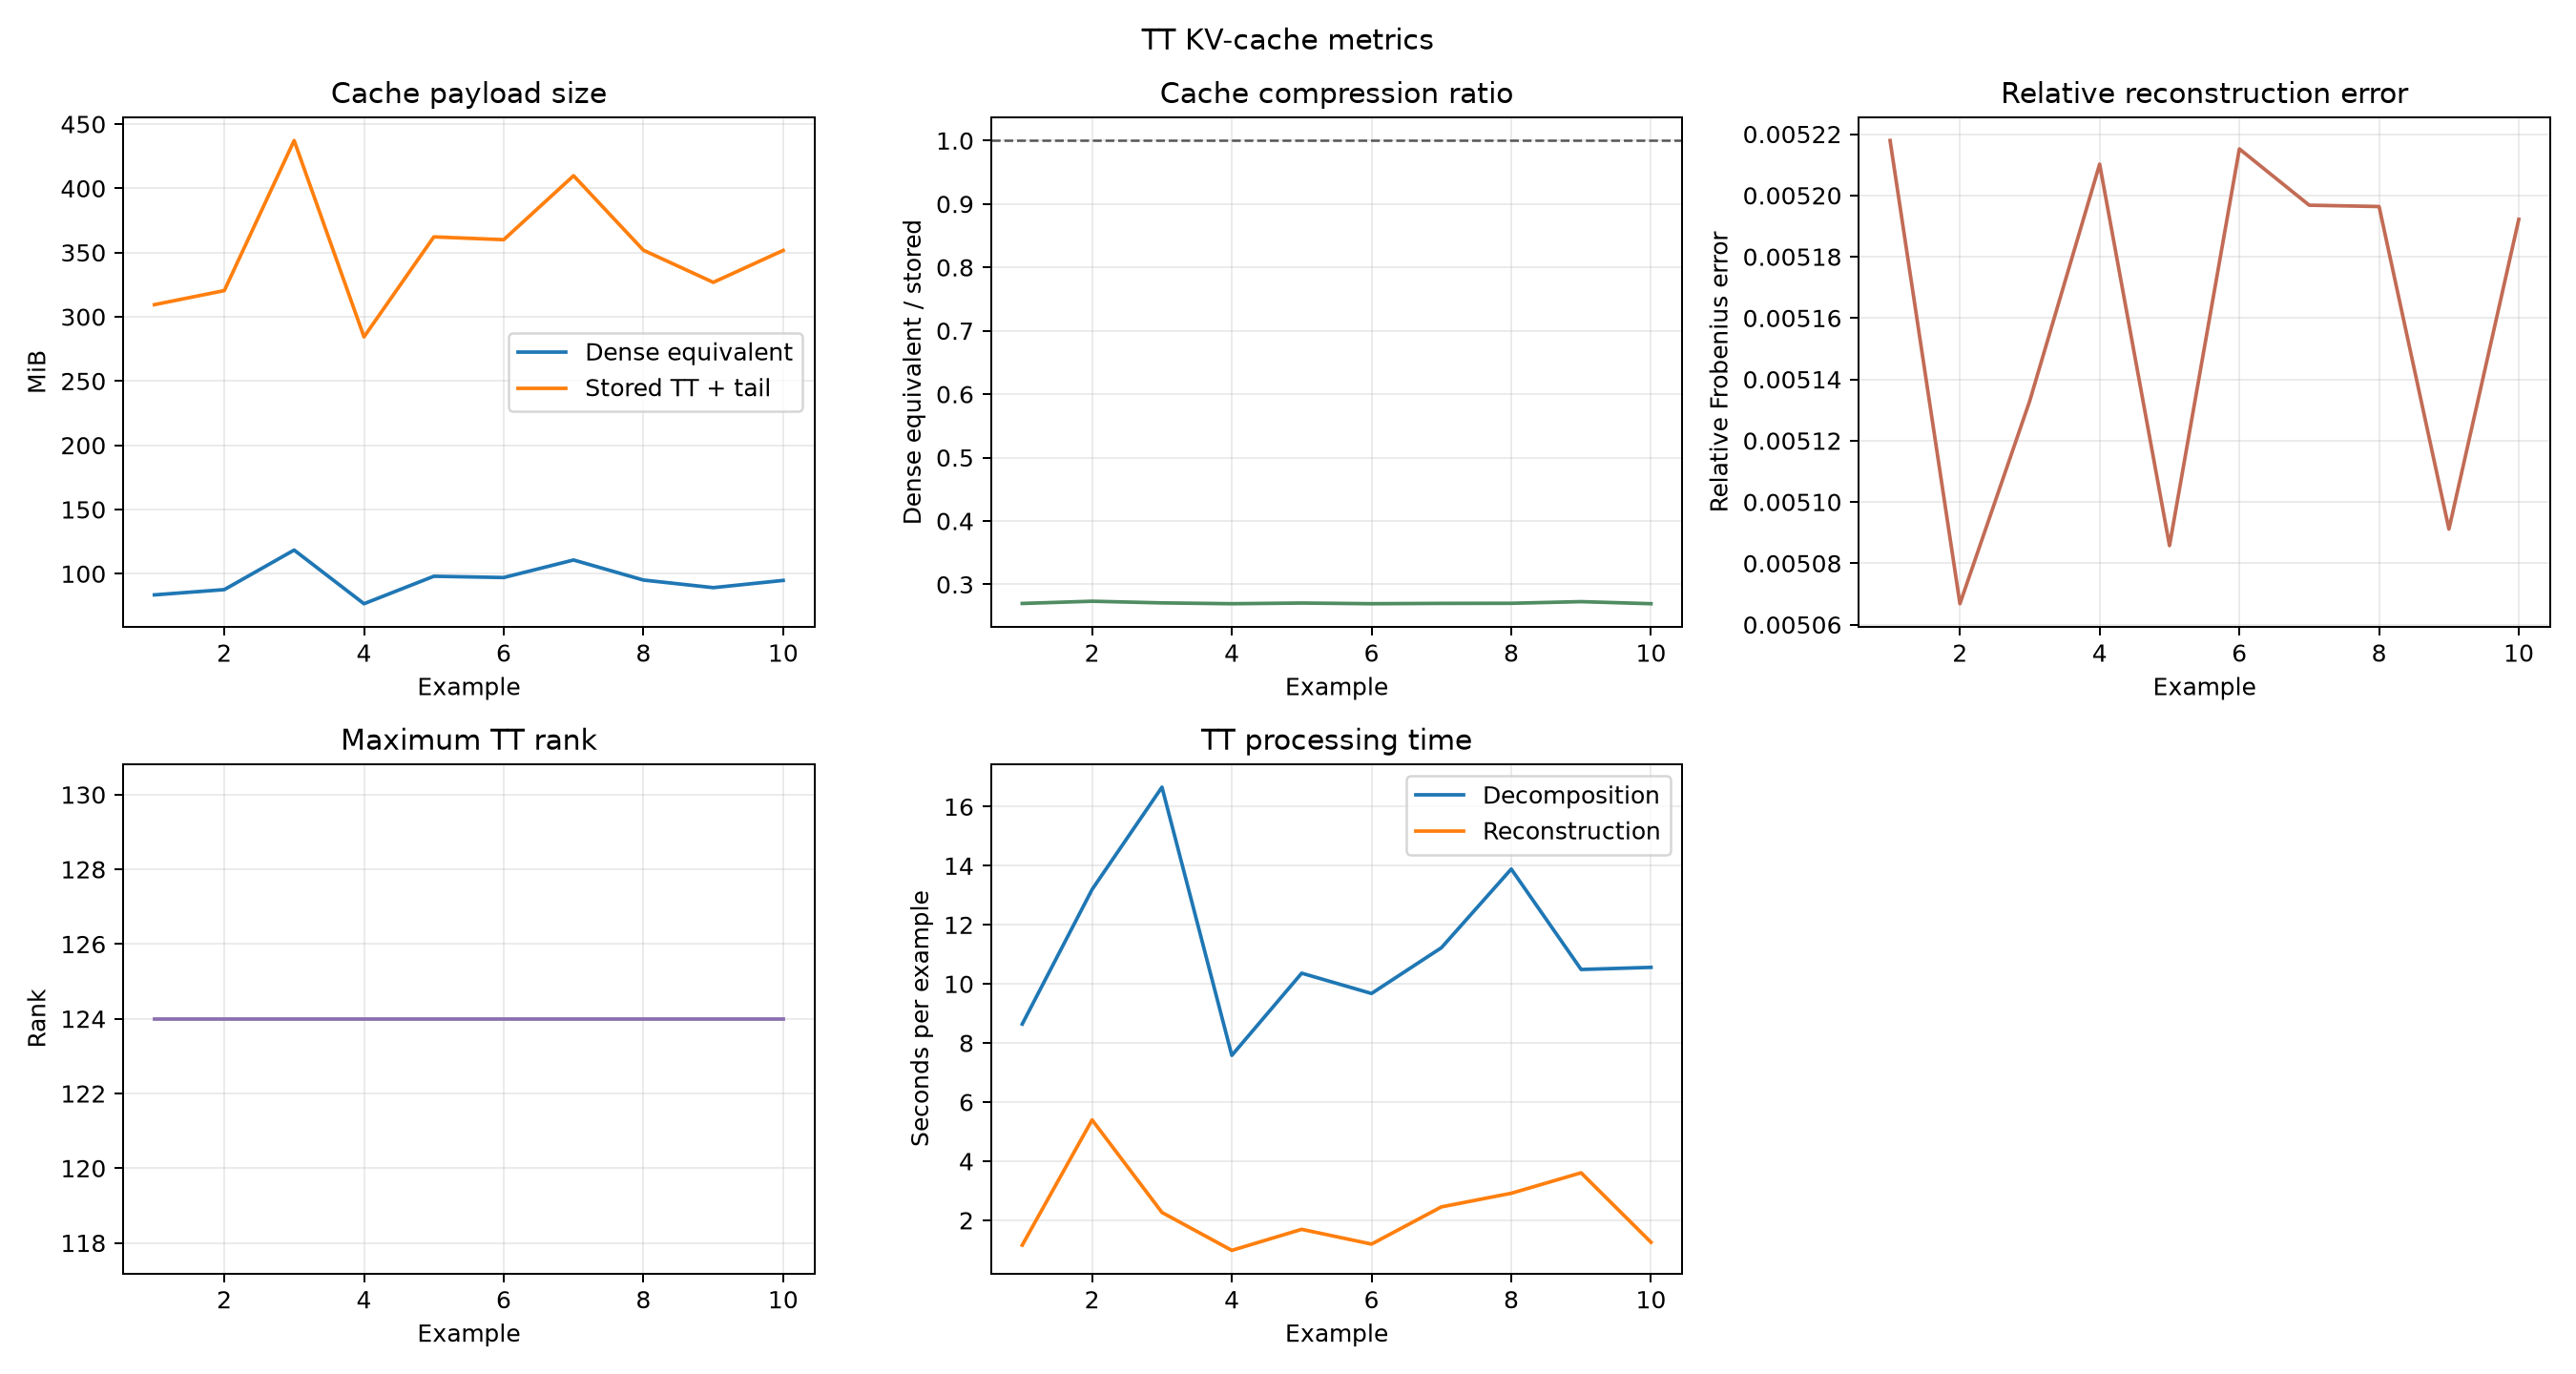 TT KV-cache metrics
Cache payload size
450
400
350
300
250
200
150
100
MiB
Dense equivalent
Stored TT + tail
2 4 6 8 10
Example
Cache compression ratio
1.0
0.9
0.8
0.7
0.6
0.5
0.4
0.3
Dense equivalent / stored
2 4 6 8 10
Example
Relative reconstruction error
0.00522
0.00520
0.00518
0.00516
0.00514
0.00512
0.00510
0.00508
0.00506
Relative Frobenius error
2 4 6 8 10
Example
Maximum TT rank
130
128
126
124
122
120
118
Rank
2 4 6 8 10
Example
TT processing time
16
14
12
10
8
6
4
2
Seconds per example
Decomposition
Reconstruction
2 4 6 8 10
Example